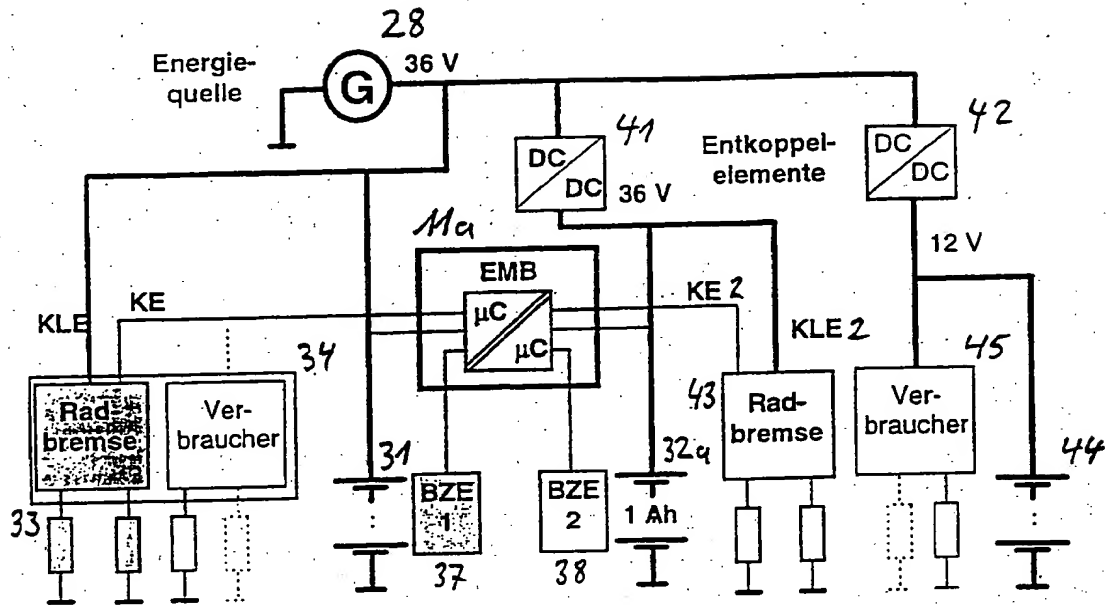 28
Energie-
quelle
G
36 V
41
42
DC
DC
36 V
Entkoppel-
elemente
DC
DC
12 V
11a
EMB
µC
µC
KLE
KE
KE 2
KLE 2
34
45
Rad
bremse
Ver-
braucher
31
BZE
1
BZE
2
32a
1 Ah
43
Rad-
bremse
Ver-
braucher
44
33
37
38